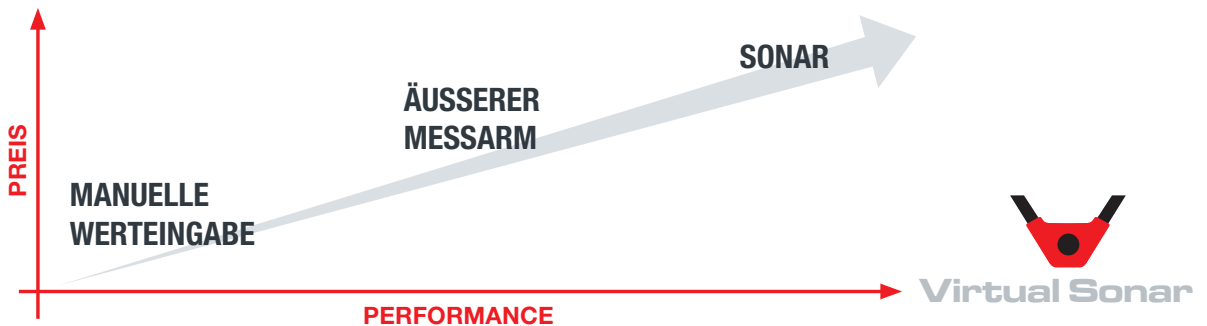 PREIS
SONAR
ÄUSSERER
MESSARM
MANUELLE
WERTEINGABE
Virtual Sonar
PERFORMANCE